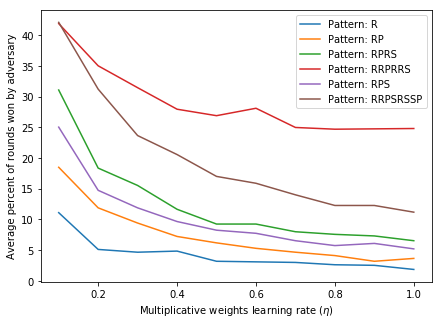 Pattern: R
Pattern: RP
Pattern: RPRS
Pattern: RRPRRS
Pattern: RPS
Pattern: RRPSRSSP
Average percent of rounds won by adversary
40
35
30
25
20
15
10
5
0
0.2 0.4 0.6 0.8 1.0
Multiplicative weights learning rate (η)